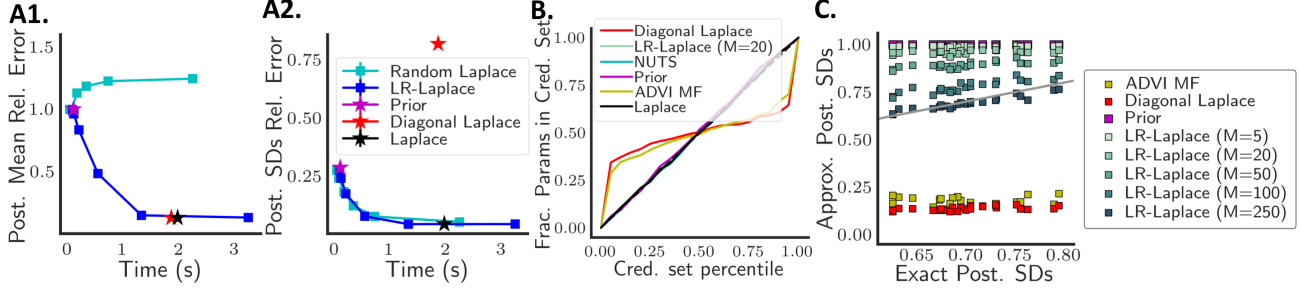 A1.
Post. Mean Rel. Error
1.5
1.0
0.5
0
1
2
3
Time (s)
A2.
Post. SDs Rel. Error
0.75
0.50
0.25
0
1
2
3
Time (s)
Random Laplace
LR-Laplace
Prior
Diagonal Laplace
Laplace
B.
Frac. Params in Cred. Set
1.00
0.75
0.50
0.25
0.00
0.00
0.25
0.50
0.75
1.00
Cred. set percentile
Diagonal Laplace
LR-Laplace (M=20)
NUTS
Prior
ADVI MF
Laplace
C.
Approx. Post. SDs
1.00
0.75
0.50
0.25
0.00
0.65
0.70
0.75
0.80
Exact Post. SDs
ADVI MF
Diagonal Laplace
Prior
LR-Laplace (M=5)
LR-Laplace (M=20)
LR-Laplace (M=50)
LR-Laplace (M=100)
LR-Laplace (M=250)